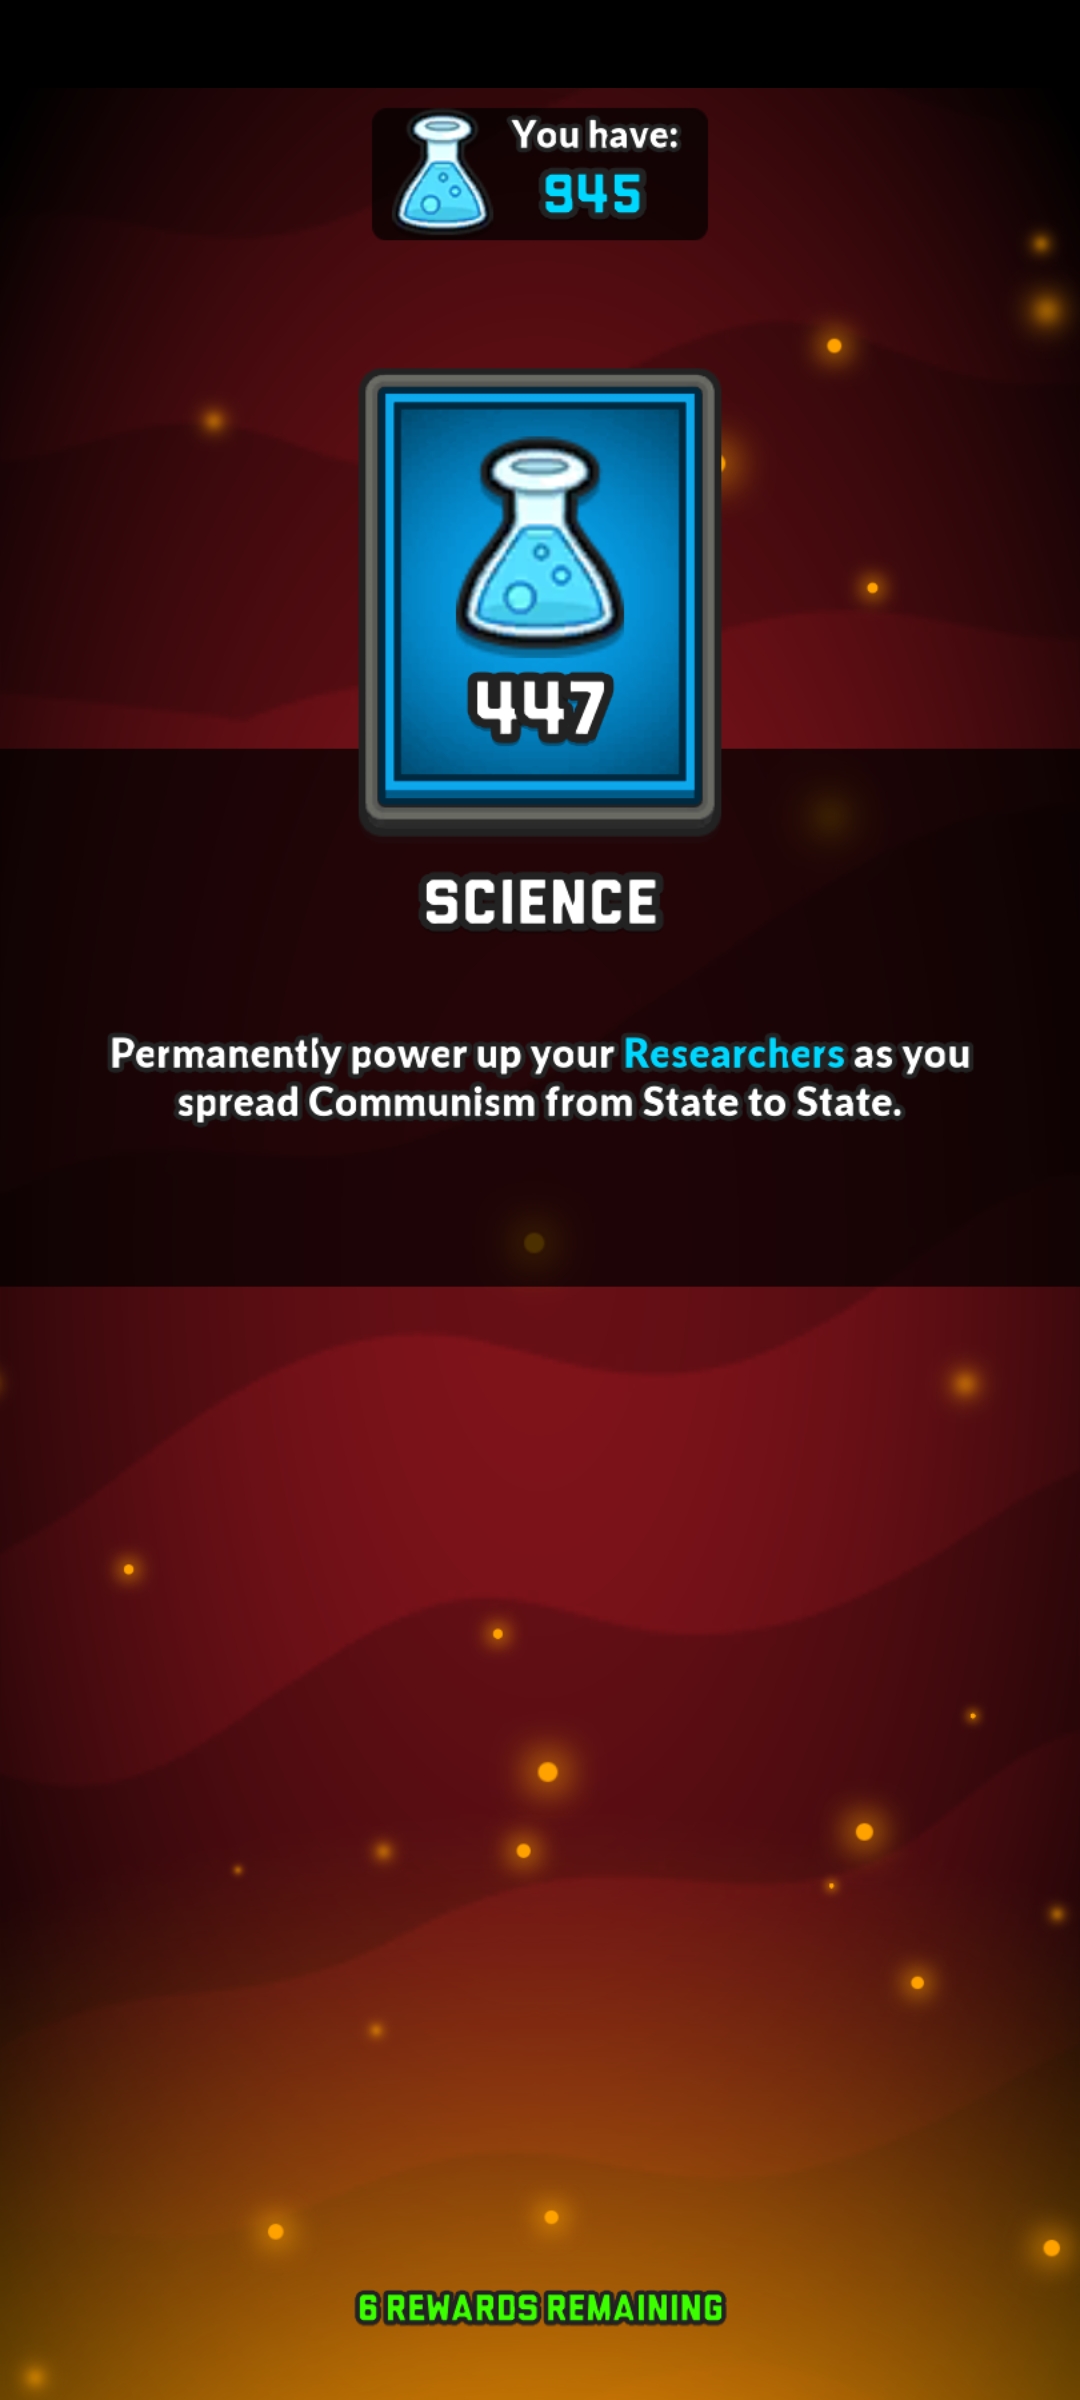 You have:
945
447
SCIENCE
Permanently power up your Researchers as you
spread Communism from State to State.
6 REWARDS REMAINING